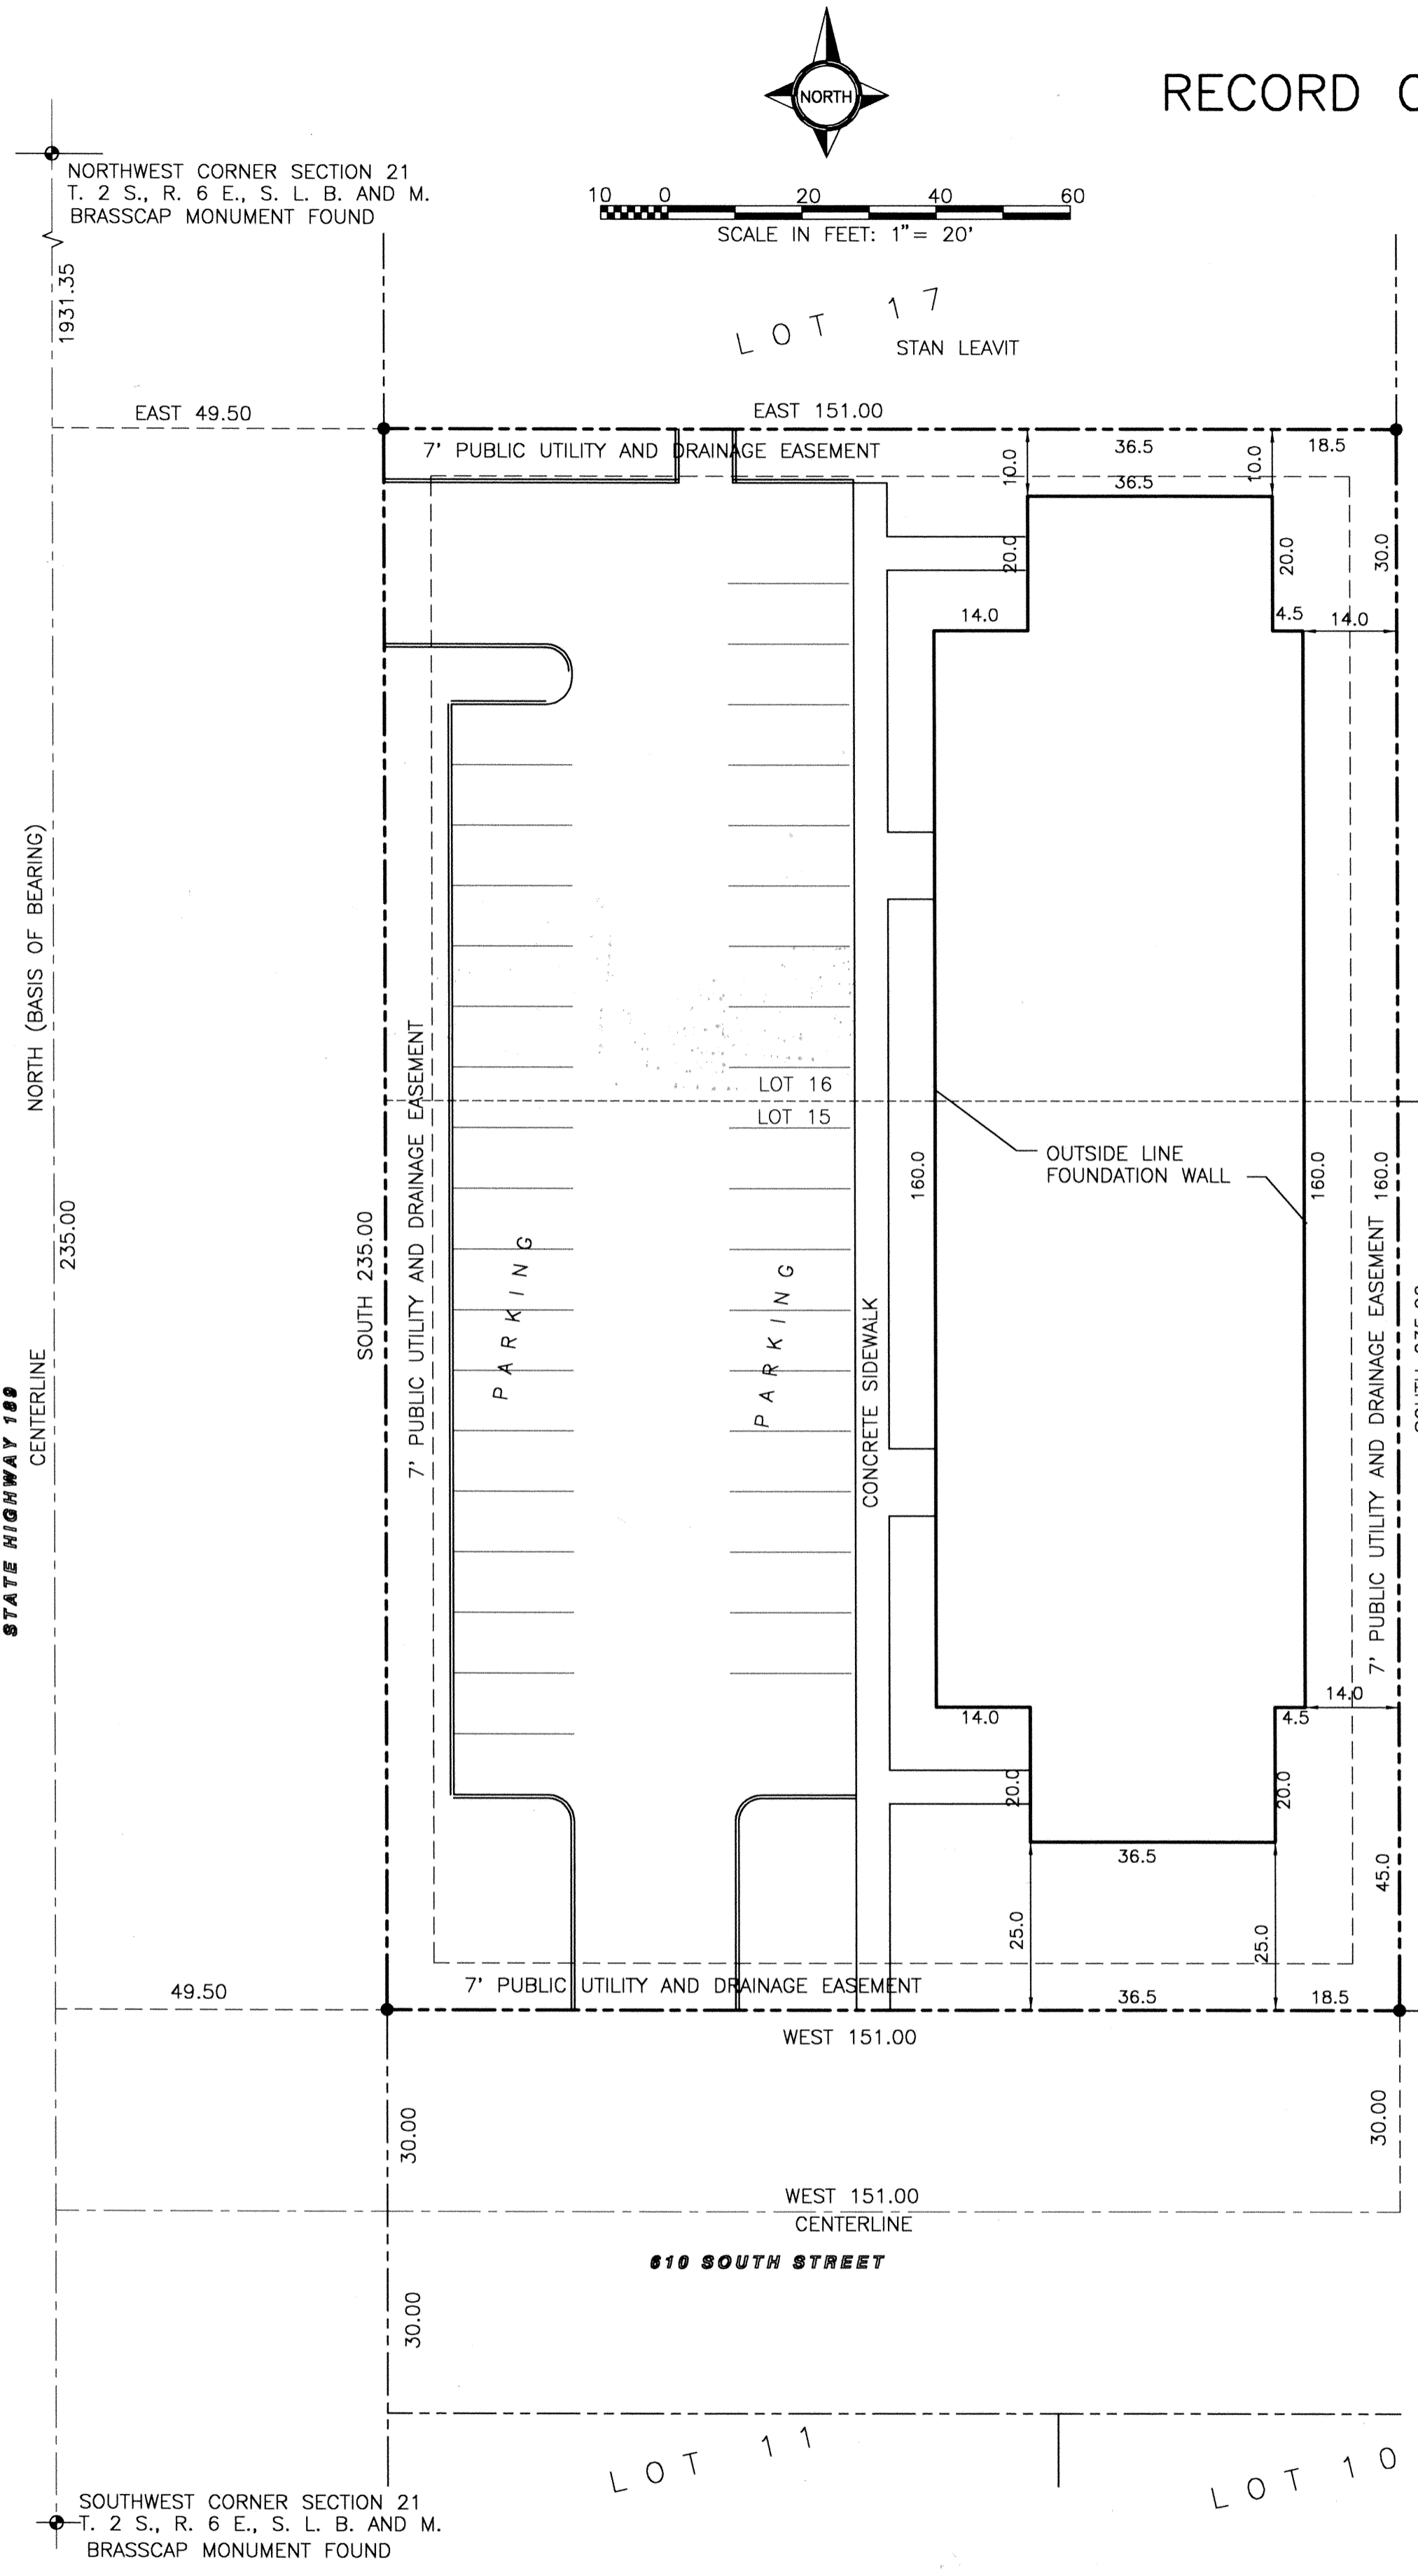 RECORD
NORTH
NORTHWEST CORNER SECTION 21
T. 2 S., R. 6 E., S. L. B. AND M.
BRASSCAP MONUMENT FOUND
10 0 20 40 60
SCALE IN FEET: 1"= 20'
1931.35
LOT 17
STAN LEAVIT
EAST 49.50
EAST 151.00
7' PUBLIC UTILITY AND DRAINAGE EASEMENT
10.0
36.5
10.0
18.5
36.5
20.0
20.0
30.0
14.0
4.5
14.0
NORTH (BASIS OF BEARING)
235.00
CENTERLINE
STATE HIGHWAY 189
SOUTH 235.00
7' PUBLIC UTILITY AND DRAINAGE EASEMENT
LOT 16
LOT 15
PARKING
PARKING
CONCRETE SIDEWALK
160.0
OUTSIDE LINE
FOUNDATION WALL
160.0
160.0
7' PUBLIC UTILITY AND DRAINAGE EASEMENT
14.0
4.5
14.0
20.0
20.0
36.5
45.0
25.0
25.0
49.50
7' PUBLIC UTILITY AND DRAINAGE EASEMENT
36.5
18.5
WEST 151.00
30.00
30.00
WEST 151.00
CENTERLINE
610 SOUTH STREET
30.00
LOT 11
LOT 10
SOUTHWEST CORNER SECTION 21
T. 2 S., R. 6 E., S. L. B. AND M.
BRASSCAP MONUMENT FOUND